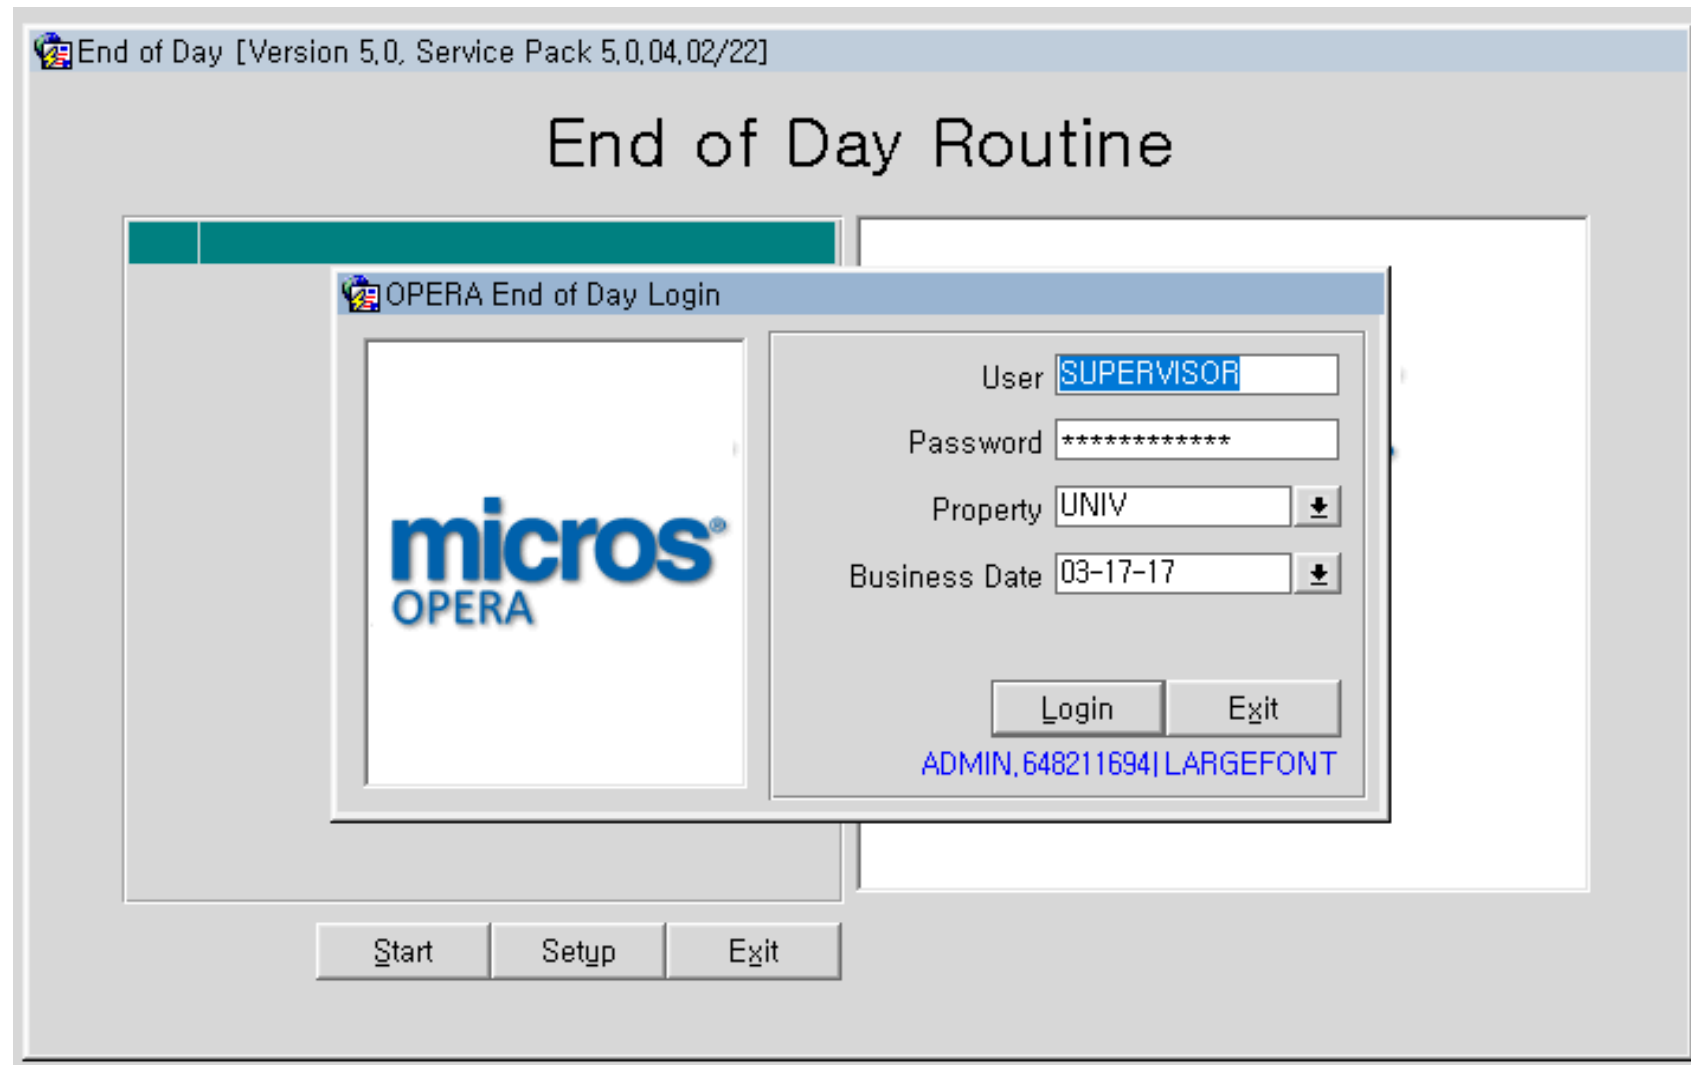 End of Day [Version 5,0, Service Pack 5,0,04,02/22]
End of Day Routine
OPERA End of Day Login
micros®
OPERA
User SUPERVISOR
Password ************
Property UNIV
Business Date 03-17-17
Login Exit
ADMIN,648211694| LARGEFONT
Start Setup Exit